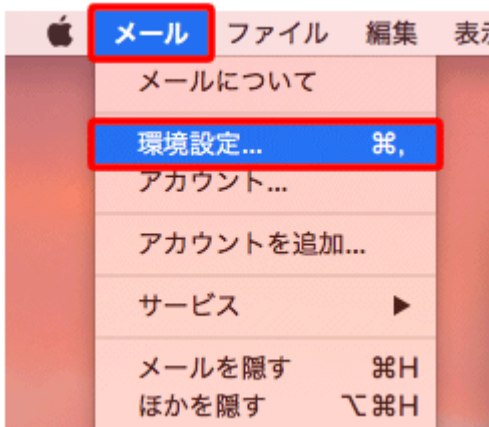 メール ファイル 編集 表示
メールについて
環境設定... ⌘,
アカウント...
アカウントを追加...
サービス ▶
メールを隠す ⌘H
ほかを隠す ⌥⌘H